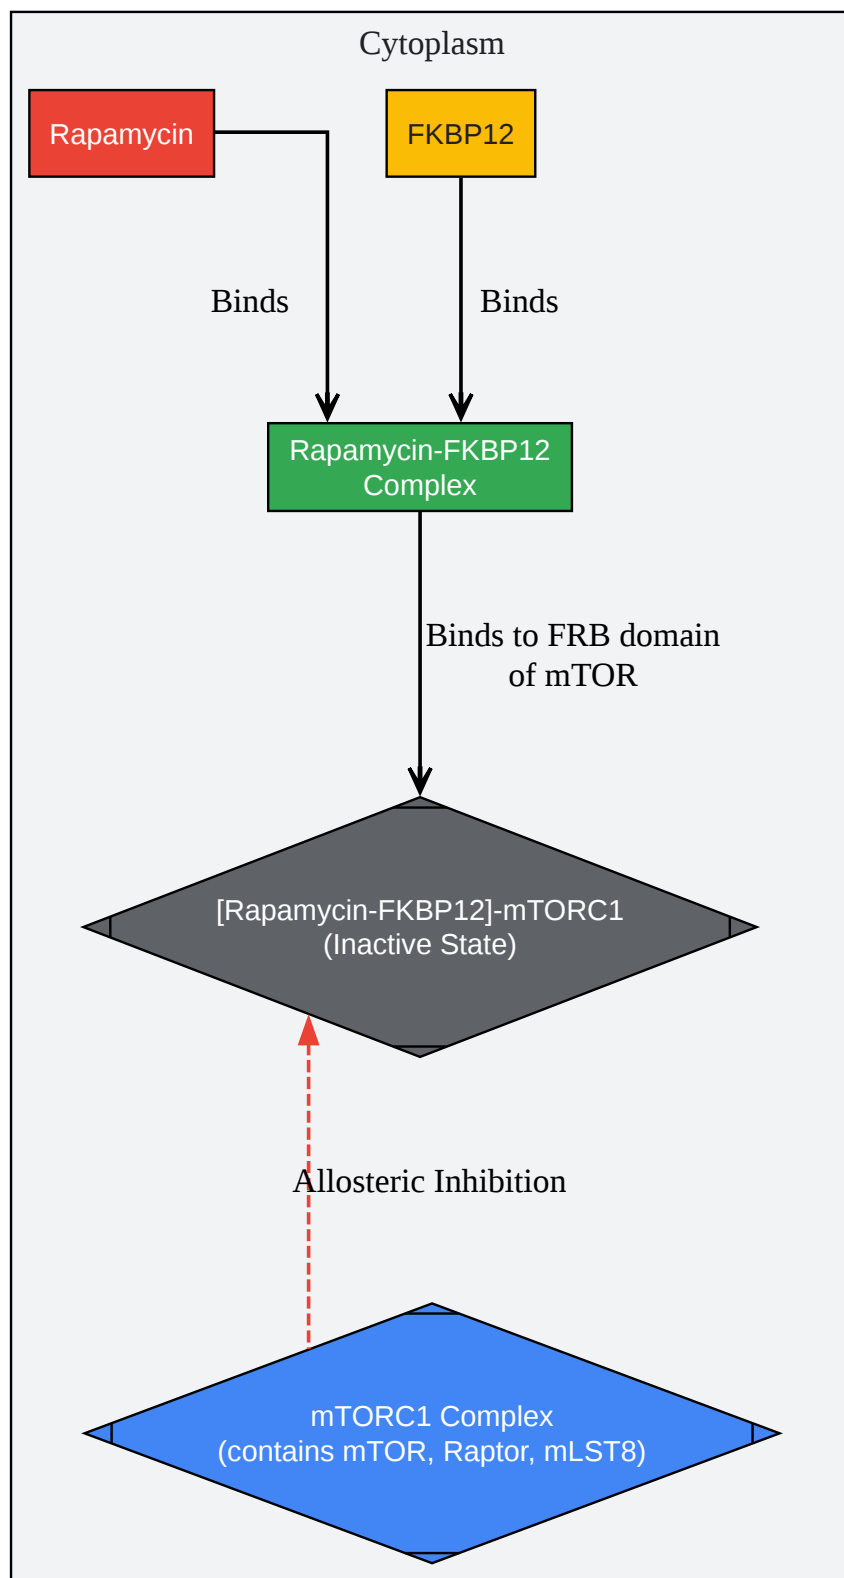 Cytoplasm
Rapamycin
FKBP12
Binds
Binds
Rapamycin-FKBP12
Complex
Binds to FRB domain
of mTOR
[Rapamycin-FKBP12]-mTORC1
(Inactive State)
Allosteric Inhibition
mTORC1 Complex
(contains mTOR, Raptor, mLST8)